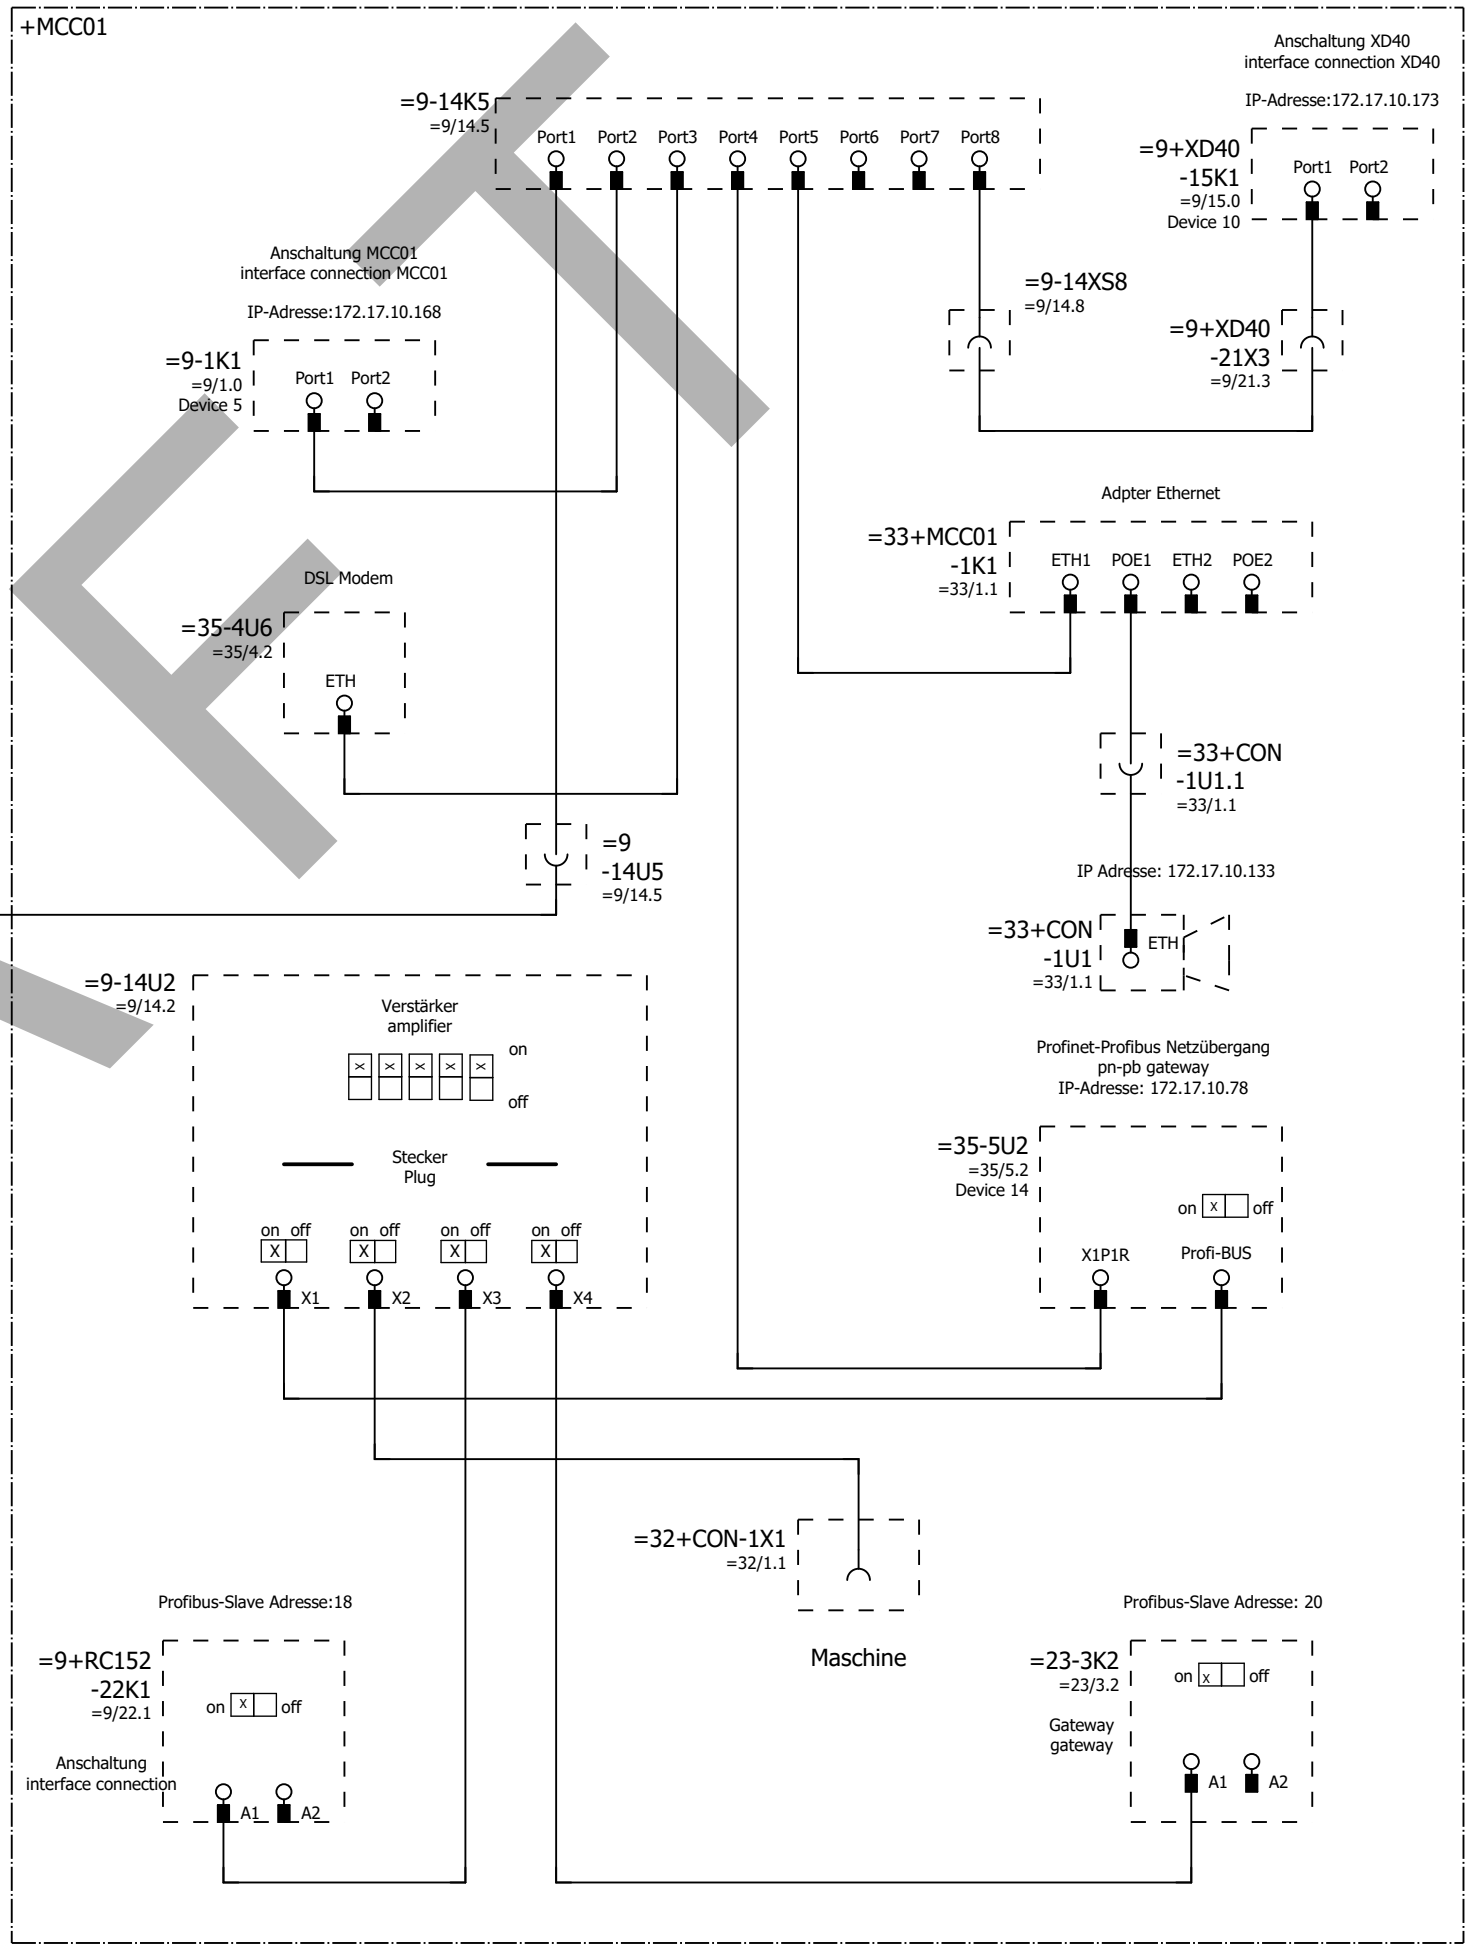 +MCC01
Anschaltung XD40
interface connection XD40
IP-Adresse:172.17.10.173
=9-14K5
=9/14.5
Port1 Port2 Port3 Port4 Port5 Port6 Port7 Port8
=9+XD40
-15K1
=9/15.0
Device 10
Port1 Port2
Anschaltung MCC01
interface connection MCC01
IP-Adresse:172.17.10.168
=9-1K1
=9/1.0
Device 5
Port1 Port2
=9-14XS8
=9/14.8
=9+XD40
-21X3
=9/21.3
Adpter Ethernet
=33+MCC01
-1K1
=33/1.1
ETH1 POE1 ETH2 POE2
DSL Modem
=35-4U6
=35/4.2
ETH
=33+CON
-1U1.1
=33/1.1
=9
-14U5
=9/14.5
IP Adresse: 172.17.10.133
=33+CON
-1U1
=33/1.1
ETH
=9-14U2
=9/14.2
Verstärker
amplifier
on
X X X X X
off
Stecker
Plug
on off on off on off on off
X X X X
X1 X2 X3 X4
Profinet-Profibus Netzübergang
pn-pb gateway
IP-Adresse: 172.17.10.78
=35-5U2
=35/5.2
Device 14
on X off
X1P1R Profi-BUS
=32+CON-1X1
=32/1.1
Maschine
Profibus-Slave Adresse:18
=9+RC152
-22K1
=9/22.1
on X off
Anschaltung
interface connection
A1 A2
Profibus-Slave Adresse: 20
=23-3K2
=23/3.2
on x off
Gateway
gateway
A1 A2